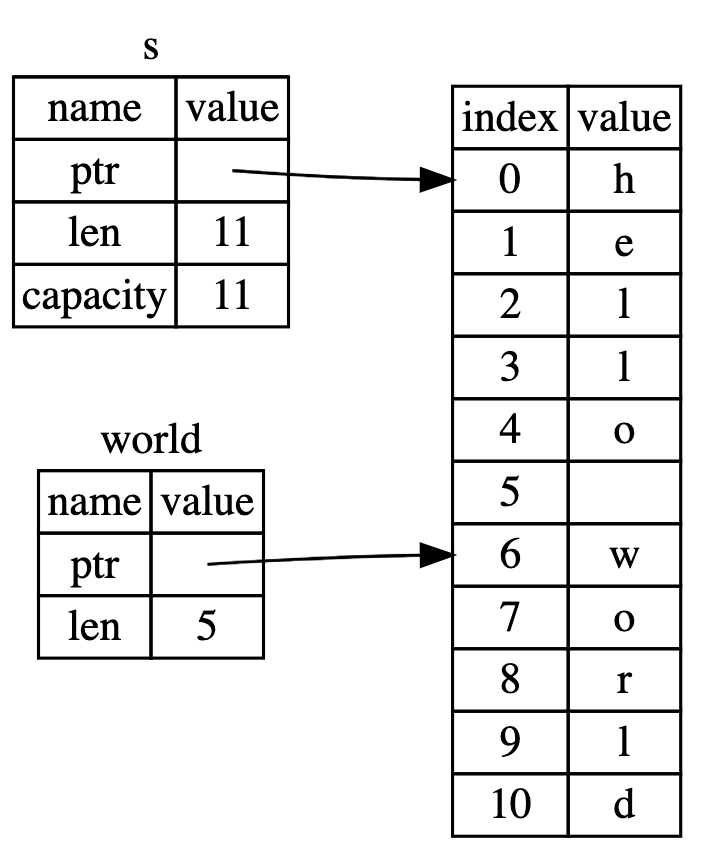 s
name value
ptr
len 11
capacity 11
world
name value
ptr
len 5
index value
0 h
1 e
2 l
3 l
4 o
5
6 w
7 o
8 r
9 l
10 d